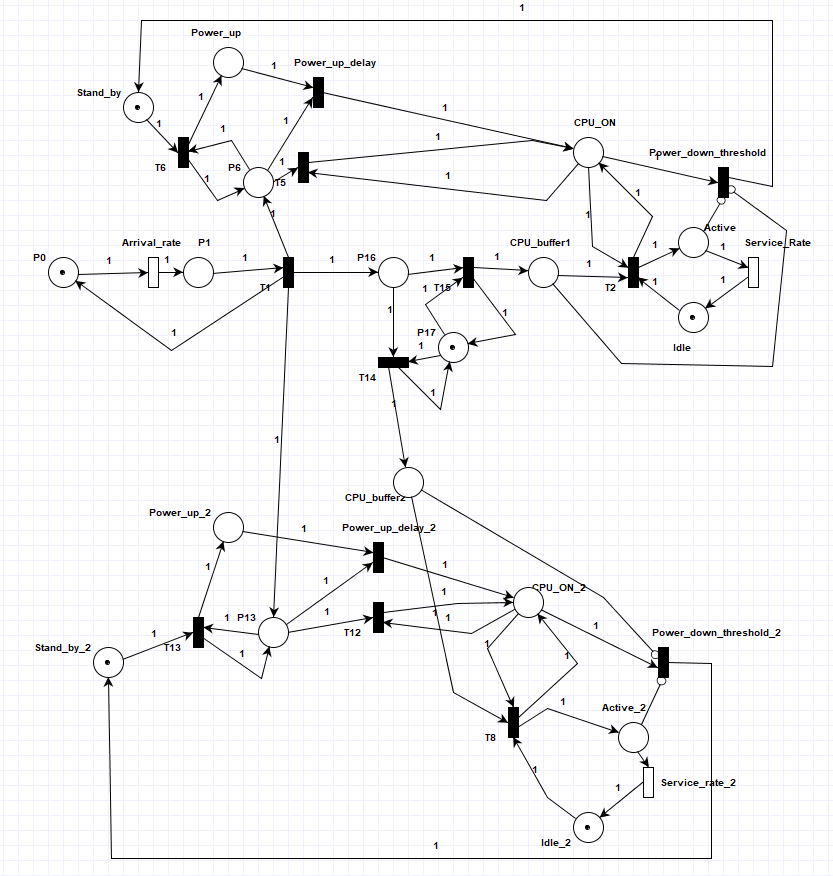 1
Power_up
Power_up_delay
1
Stand_by
1
1
1
CPU_ON
1
1
1
1
Power_down_threshold
1
T6
P6
1
T5
1
1
1
1
1
1
Active
P0
1
Arrival_rate
1
P1
1
T1
1
P16
1
T15
1
CPU_buffer1
1
T2
1
1
Service_Rate
1
1
1
1
1
1
P17
1
Idle
T14
1
1
1
CPU_buffer2
Power_up_2
1
Power_up_delay_2
1
1
1
1
CPU_ON_2
1
P13
1
T12
1
1
1
Power_down_threshold_2
Stand_by_2
1
T13
1
1
1
1
Active_2
T8
1
Service_rate_2
1
Idle_2
1